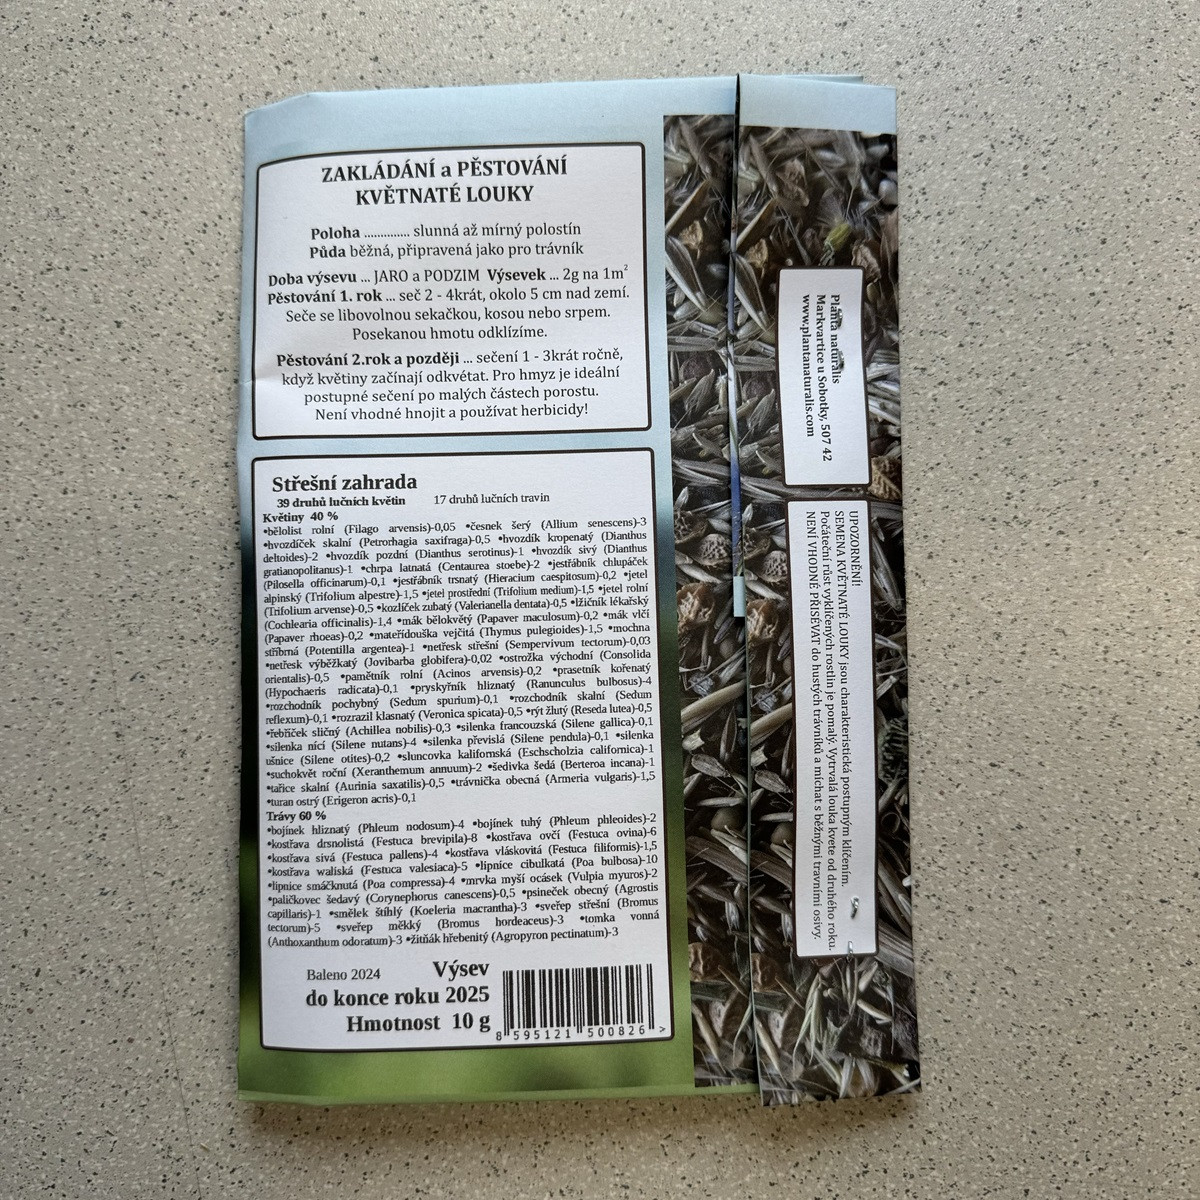 ZAKLÁDÁNÍ a PĚSTOVÁNÍ
KVĚTNATÉ LOUKY
Poloha .............. slunná až mírný polostín
Půda běžná, připravená jako pro trávník
Doba výsevu ... JARO a PODZIM Výsevek ... 2g na 1m²
Pěstování 1. rok ... seč 2 - 4krát, okolo 5 cm nad zemí.
Seče se libovolnou sekačkou, kosou nebo srpem.
Posekanou hmotu odklízíme.
Pěstování 2.rok a později ... sečení 1 - 3krát ročně,
když květiny začínají odkvétat. Pro hmyz je ideální
postupné sečení po malých částech porostu.
Není vhodné hnojit a používat herbicidy!
Střešní zahrada
39 druhů lučních květin 17 druhů lučních travin
Květiny 40 %
•bělolist rolní (Filago arvensis)-0,05 •česnek šerý (Allium senescens)-3
•hvozdíček skalní (Petrorhagia saxifraga)-0,5 •hvozdík kropenatý (Dianthus
deltoides)-2 •hvozdík pozdní (Dianthus serotinus)-1 •hvozdík sivý (Dianthus
gratianopolitanus)-1 •chrpa latnatá (Centaurea stoebe)-2 •jestřábník chlupáček
(Pilosella officinarum)-0,1 •jestřábník trsnatý (Hieracium caespitosum)-0,2 •jetel
alpinský (Trifolium alpestre)-1,5 •jetel prostřední (Trifolium medium)-1,5 •jetel rolní
(Trifolium arvense)-0,5 •kozlíček zubatý (Valerianella dentata)-0,5 •lžičník lékařský
(Cochlearia officinalis)-1,4 •mák bělokvětý (Papaver maculosum)-0,2 •mák vlčí
(Papaver rhoeas)-0,2 •mateřídouška vejčitá (Thymus pulegioides)-1,5 •mochna
stříbrná (Potentilla argentea)-1 •netřesk střešní (Sempervivum tectorum)-0,03
•netřesk výběžkatý (Jovibarba globifera)-0,02 •ostrožka východní (Consolida
orientalis)-0,5 •pamětník rolní (Acinos arvensis)-0,2 •prasetník kořenatý
(Hypochaeris radicata)-0,1 •pryskyřník hlíznatý (Ranunculus bulbosus)-4
•rozchodník pochybný (Sedum spurium)-0,1 •rozchodník skalní (Sedum
reflexum)-0,1 •rozrazil klasnatý (Veronica spicata)-0,5 •rýt žlutý (Reseda lutea)-0,5
•řebříček sličný (Achillea nobilis)-0,3 •silenka francouzská (Silene gallica)-0,1
•silenka nící (Silene nutans)-4 •silenka převislá (Silene pendula)-0,1 •silenka
ušnice (Silene otites)-0,2 •sluncovka kalifornská (Eschscholzia californica)-1
•suchokvět roční (Xeranthemum annuum)-2 •šedivka šedá (Berteroa incana)-1
•tařice skalní (Aurinia saxatilis)-0,5 •trávnička obecná (Armeria vulgaris)-1,5
•turan ostrý (Erigeron acris)-0,1
Trávy 60 %
•bojínek hlíznatý (Phleum nodosum)-4 •bojínek tuhý (Phleum phleoides)-2
•kostřava drsnolistá (Festuca brevipila)-8 •kostřava ovčí (Festuca ovina)-6
•kostřava sivá (Festuca pallens)-4 •kostřava vláskovitá (Festuca filiformis)-1,5
•kostřava waliská (Festuca valesiaca)-5 •lipnice cibulkatá (Poa bulbosa)-10
•lipnice smáčknutá (Poa compressa)-4 •mrvka myší ocásek (Vulpia myuros)-2
•paličkovec šedavý (Corynephorus canescens)-0,5 •psineček obecný (Agrostis
capillaris)-1 •smělek štíhlý (Koeleria macrantha)-3 •sveřep střešní (Bromus
tectorum)-5 •sveřep měkký (Bromus hordeaceus)-3 •tomka vonná
(Anthoxanthum odoratum)-3 •žitňák hřebenitý (Agropyron pectinatum)-3
Baleno 2024 Výsev
do konce roku 2025
Hmotnost 10 g
8 595121 500826 >
Planta naturalis
Markvartice u Sobotky, 507 42
www.plantanaturalis.com
UPOZORNĚNÍ!
SEMENA KVĚTNATÉ LOUKY jsou charakteristická postupným klíčením.
Počáteční růst vyklíčených rostlin je pomalý. Vytrvalá louka kvete od druhého roku.
NENÍ VHODNÉ PŘISÉVAT do hustých trávníků a míchat s běžnými travními osivy.